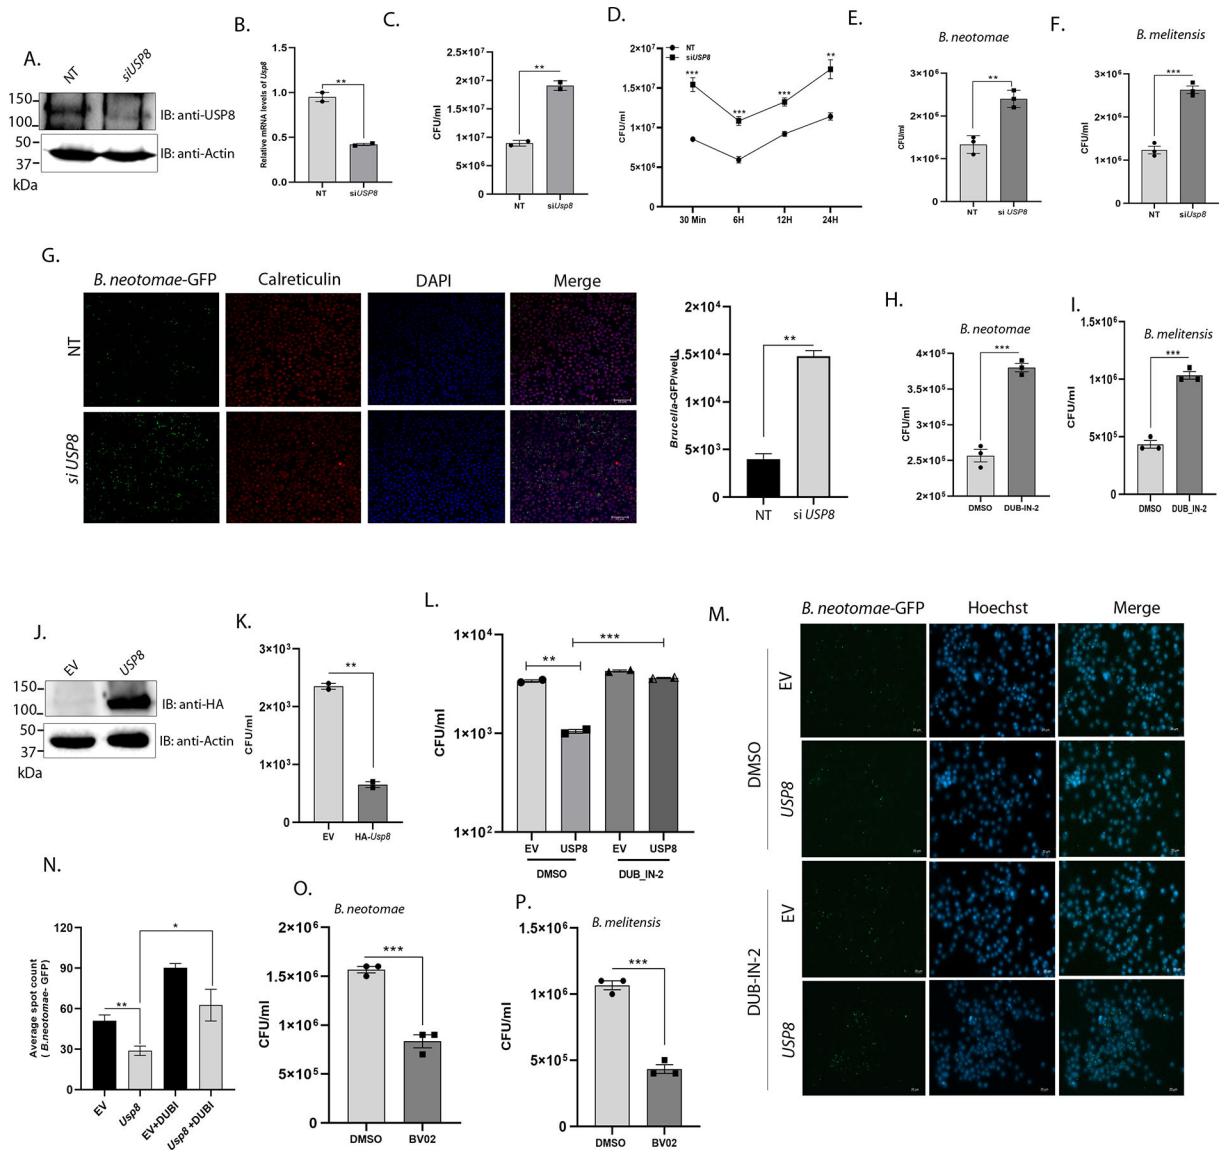 A.
NT
siUSP8
150
100
IB: anti-USP8
50
37
IB: anti-Actin
kDa
B.
Relative mRNA levels of Usp8
1.5
1.0
0.5
0.0
**
NT
siUSP8
C.
CFU/ml
2.5×10⁷
2×10⁷
1.5×10⁷
1×10⁷
5×10⁶
0
**
NT
siUsp8
D.
NT
siUSP8
CFU/ml
2×10⁷
1.5×10⁷
1×10⁷
5×10⁶
0
***
***
***
**
30 Min
6H
12H
24H
E.
B. neotomae
CFU/ml
3×10⁶
2×10⁶
1×10⁶
0
**
NT
si USP8
F.
B. melitensis
CFU/ml
3×10⁶
2×10⁶
1×10⁶
0
***
NT
siUsp8
G.
B. neotomae-GFP
Calreticulin
DAPI
Merge
NT
si USP8
Brucella-GFP/well
2×10⁴
1.5×10⁴
1×10⁴
5×10³
0
**
NT
si USP8
H.
B. neotomae
CFU/ml
4×10⁵
3.5×10⁵
3×10⁵
2.5×10⁵
2×10⁵
***
DMSO
DUB-IN-2
I.
B. melitensis
CFU/ml
1.5×10⁶
1×10⁶
5×10⁵
0
***
DMSO
DUB_IN-2
J.
EV
USP8
150
100
IB: anti-HA
50
37
IB: anti-Actin
kDa
K.
CFU/ml
3×10³
2×10³
1×10³
0
**
EV
HA-Usp8
L.
CFU/ml
1×10⁴
1×10³
1×10²
**
***
EV
USP8
EV
USP8
DMSO
DUB_IN-2
M.
B. neotomae-GFP
Hoechst
Merge
DMSO
EV
USP8
DUB-IN-2
EV
USP8
N.
Average spot count
( B.neotomae- GFP)
120
90
60
30
0
**
*
EV
Usp8
EV+DUBI
Usp8 +DUBI
O.
B. neotomae
CFU/ml
2×10⁶
1.5×10⁶
1×10⁶
5×10⁵
0
***
DMSO
BV02
P.
B. melitensis
CFU/ml
1.5×10⁶
1×10⁶
5×10⁵
0
***
DMSO
BV02